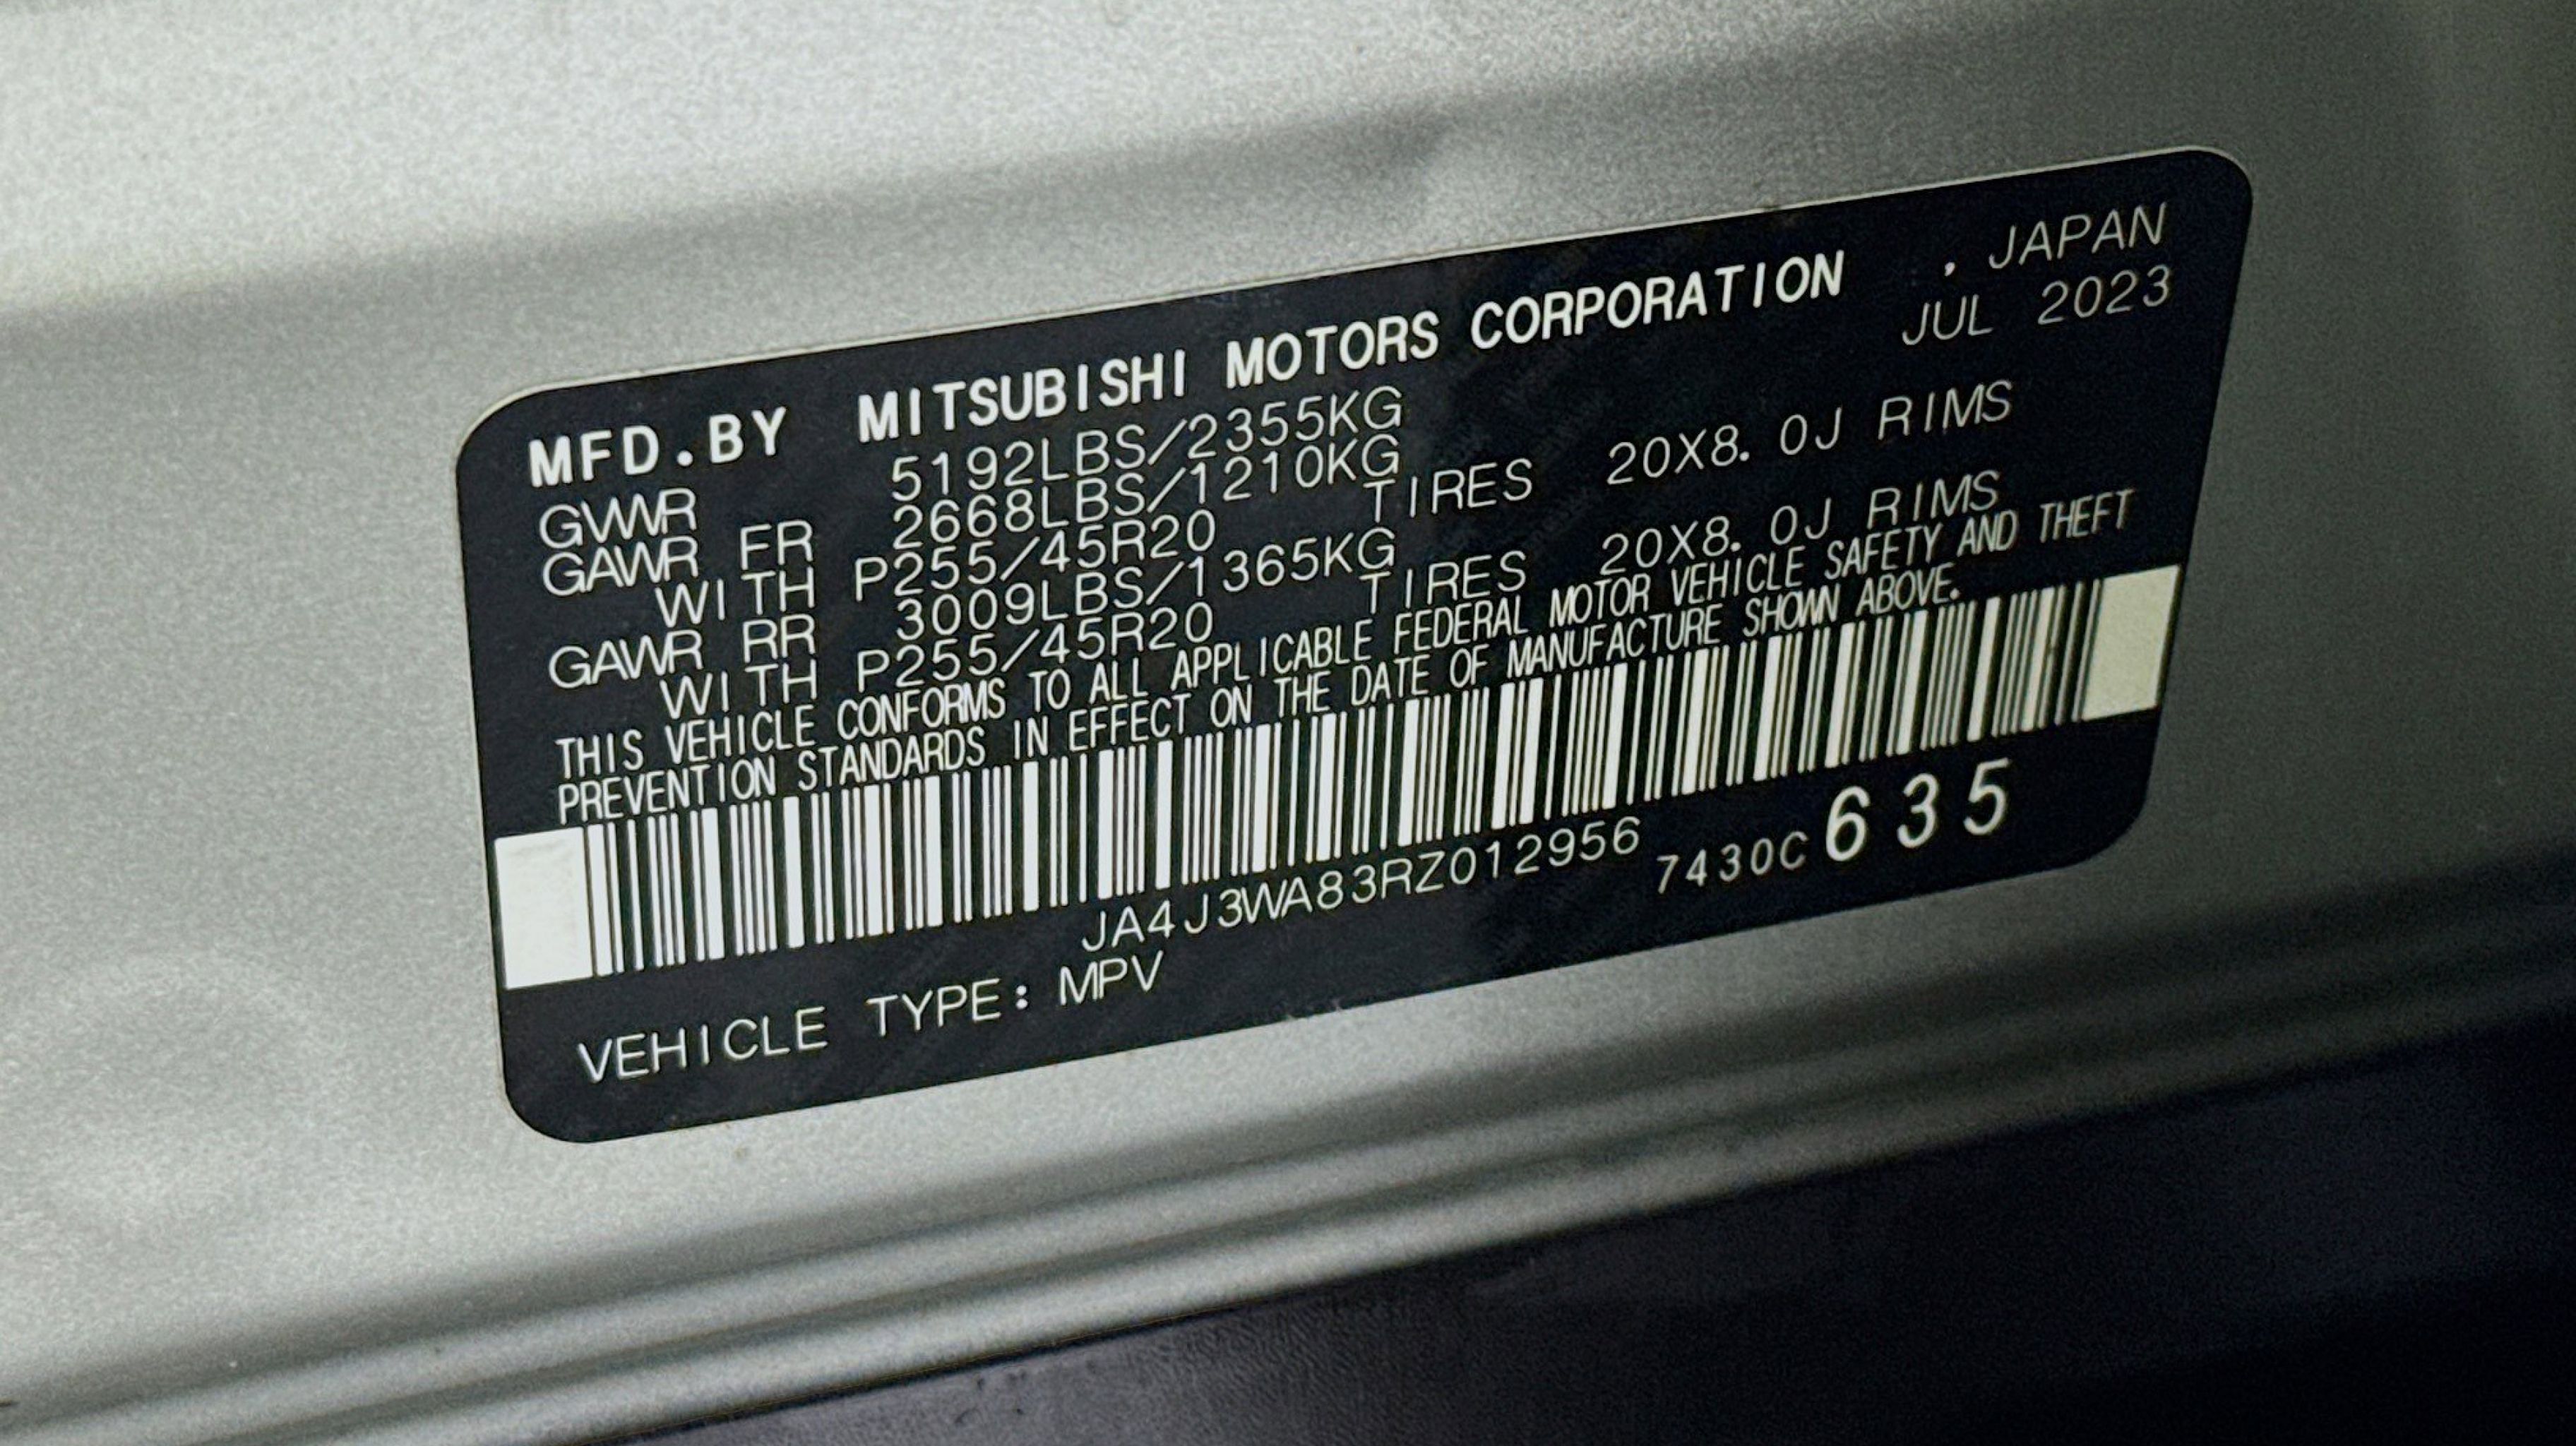 MFD.BY MITSUBISHI MOTORS CORPORATION , JAPAN
JUL 2023
GVWR 5192LBS/2355KG
GAWR FR 2668LBS/1210KG
WITH P255/45R20 TIRES 20X8.0J RIMS
GAWR RR 3009LBS/1365KG
WITH P255/45R20 TIRES 20X8.0J RIMS
THIS VEHICLE CONFORMS TO ALL APPLICABLE FEDERAL MOTOR VEHICLE SAFETY AND THEFT
PREVENTION STANDARDS IN EFFECT ON THE DATE OF MANUFACTURE SHOWN ABOVE.
JA4J3WA83RZ012956 7430C635
VEHICLE TYPE: MPV